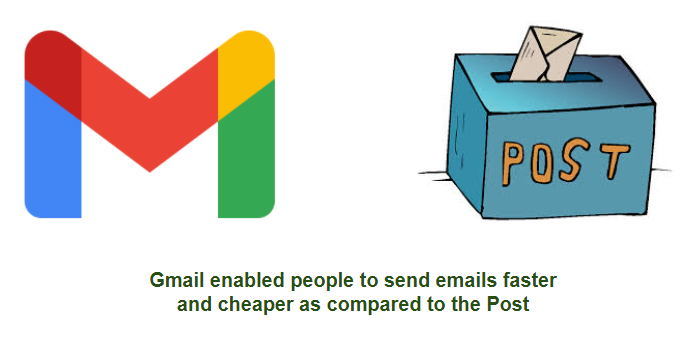 POST
Gmail enabled people to send emails faster
and cheaper as compared to the Post